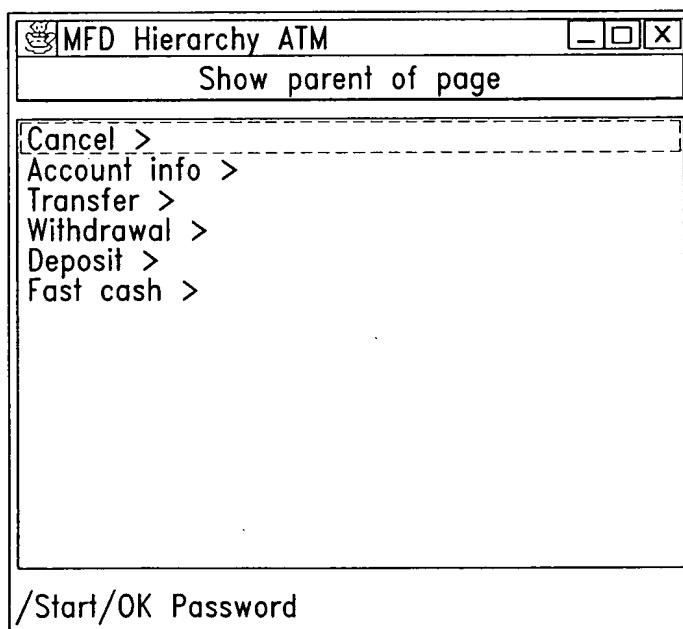 MFD Hierarchy ATM
Show parent of page
Cancel >
Account info >
Transfer >
Withdrawal >
Deposit >
Fast cash >
/Start/OK Password